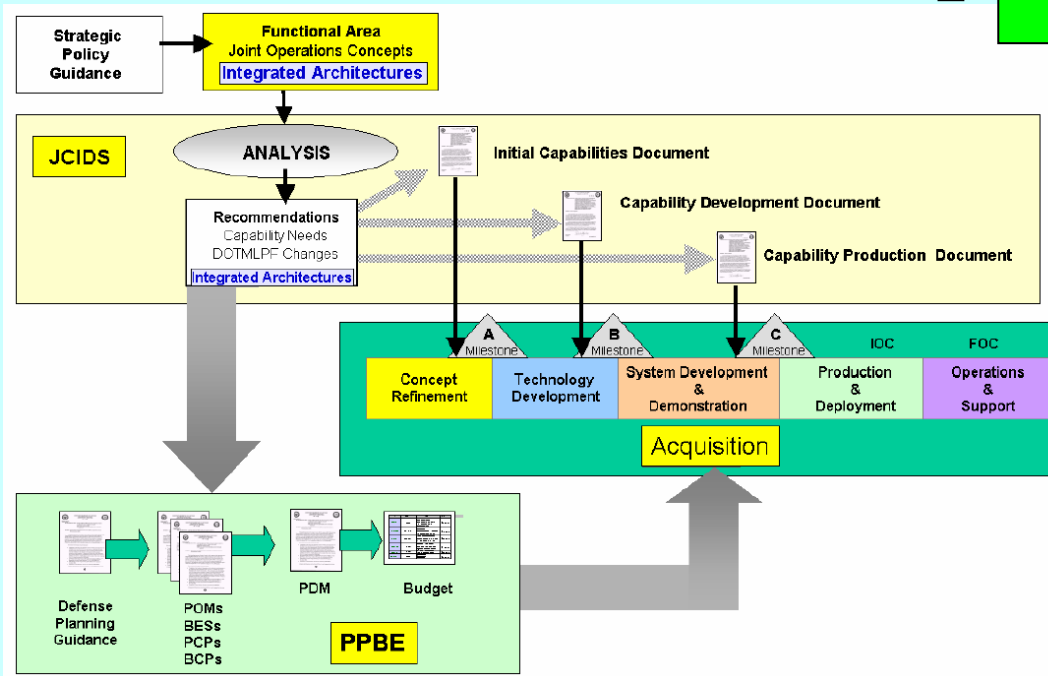 Strategic
Policy
Guidance
Functional Area
Joint Operations Concepts
Integrated Architectures
JCIDS
ANALYSIS
Initial Capabilities Document
Recommendations
Capability Needs
DOTMLPF Changes
Integrated Architectures
Capability Development Document
Capability Production Document
A
Milestone
B
Milestone
C
Milestone
IOC
FOC
Concept
Refinement
Technology
Development
System Development
&
Demonstration
Production
&
Deployment
Operations
&
Support
Acquisition
Defense
Planning
Guidance
POMs
BESs
PCPs
BCPs
PDM
Budget
PPBE